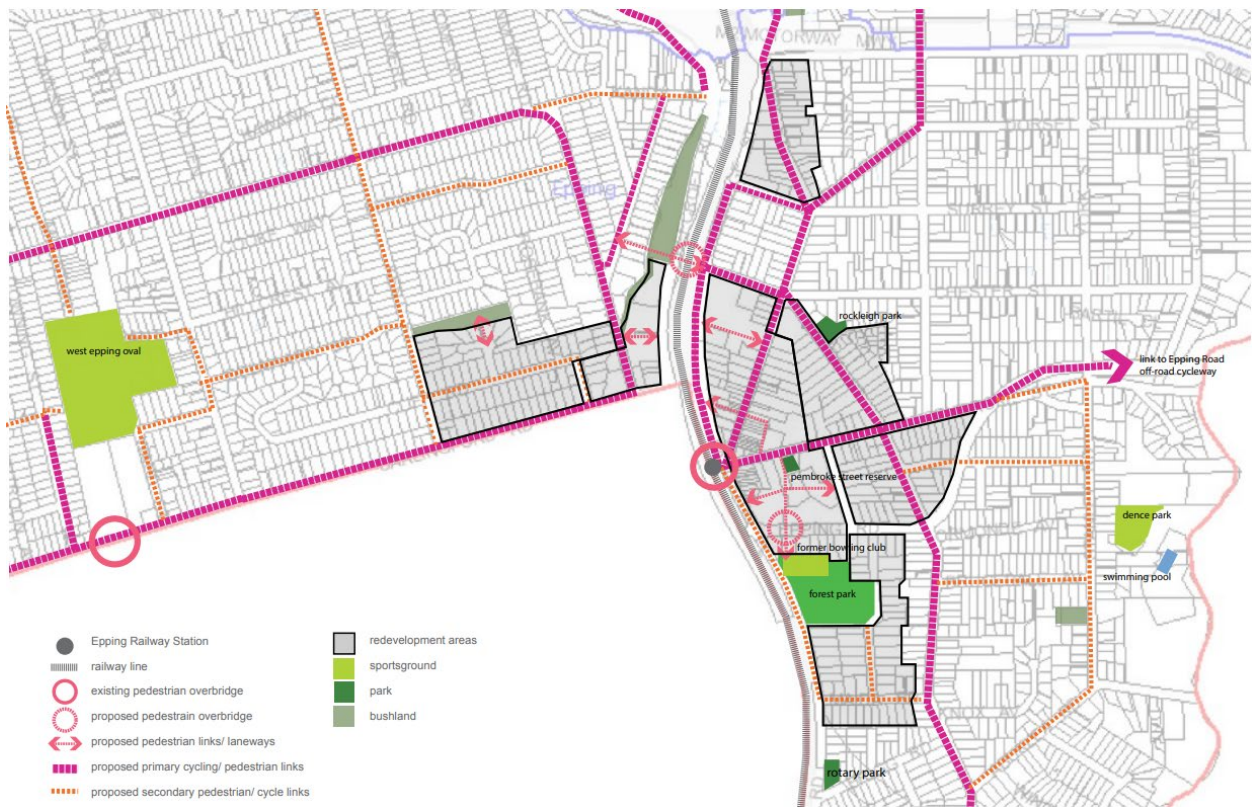 Epping
west epping oval
rockleigh park
link to Epping Road
off-road cycleway
pembroke street reserve
former bowling club
forest park
dence park
swimming pool
rotary park
Epping Railway Station
railway line
existing pedestrian overbridge
proposed pedestrain overbridge
proposed pedestrian links/ laneways
proposed primary cycling/ pedestrian links
proposed secondary pedestrian/ cycle links
redevelopment areas
sportsground
park
bushland